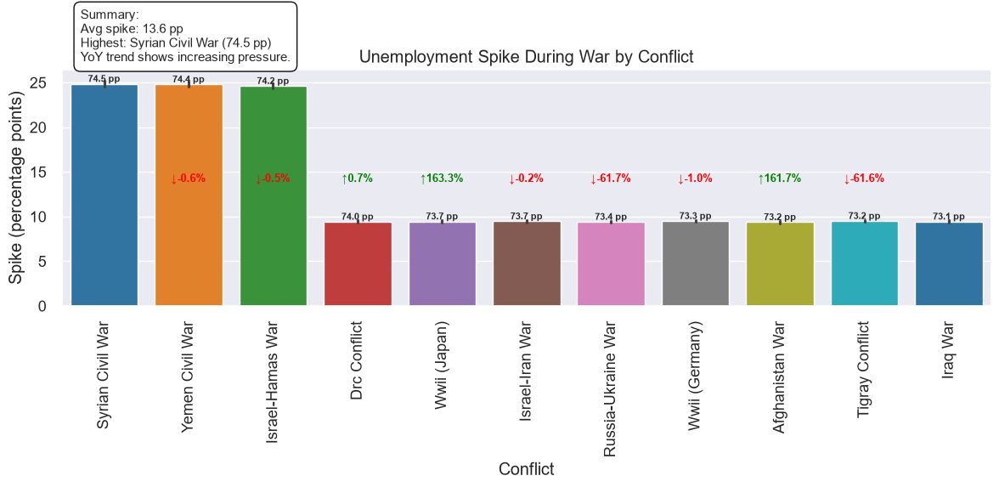 Summary:
Avg spike: 13.6 pp
Highest: Syrian Civil War (74.5 pp)
YoY trend shows increasing pressure.
Unemployment Spike During War by Conflict
Spike (percentage points)
25
20
15
10
5
0
74.5 pp
74.4 pp
74.2 pp
↓-0.6%
↓-0.5%
↑0.7%
↑163.3%
↓-0.2%
↓-61.7%
↓-1.0%
↑161.7%
↓-61.6%
74.0 pp
73.7 pp
73.7 pp
73.4 pp
73.3 pp
73.2 pp
73.2 pp
73.1 pp
Syrian Civil War
Yemen Civil War
Israel-Hamas War
Drc Conflict
Wwii (Japan)
Israel-Iran War
Russia-Ukraine War
Wwii (Germany)
Afghanistan War
Tigray Conflict
Iraq War
Conflict